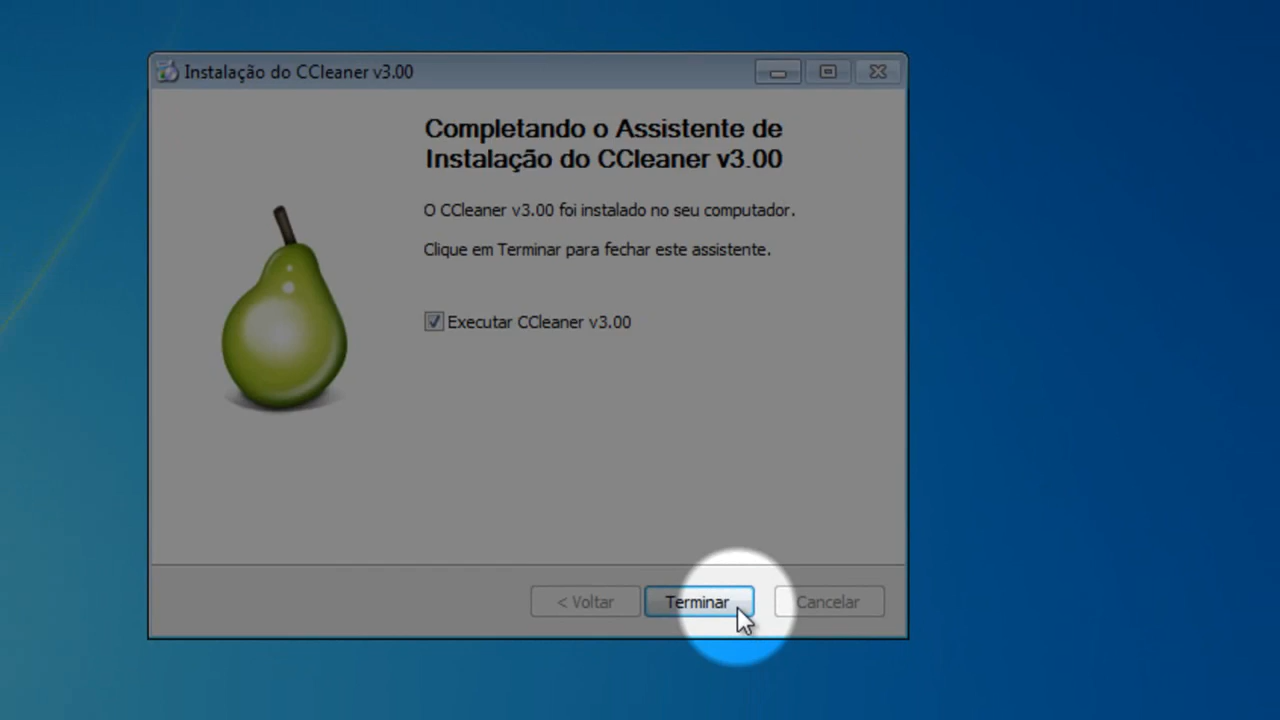 Instalação do CCleaner v3.00
Completando o Assistente de
Instalação do CCleaner v3.00
O CCleaner v3.00 foi instalado no seu computador.
Clique em Terminar para fechar este assistente.
Executar CCleaner v3.00
< Voltar
Terminar
Cancelar